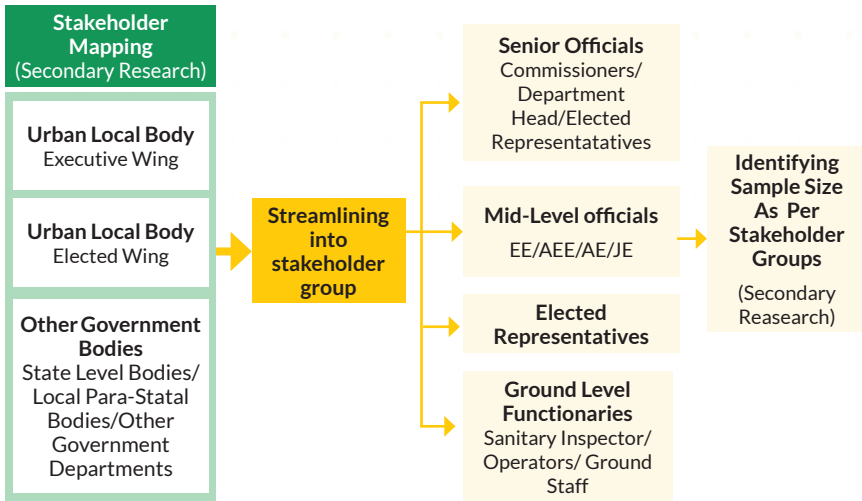 Stakeholder
Mapping
(Secondary Research)
Urban Local Body
Executive Wing
Urban Local Body
Elected Wing
Other Government
Bodies
State Level Bodies/
Local Para-Statal
Bodies/Other
Government
Departments
Streamlining
into
stakeholder
group
Senior Officials
Commissioners/
Department
Head/Elected
Representatatives
Mid-Level officials
EE/AEE/AE/JE
Elected
Representatives
Ground Level
Functionaries
Sanitary Inspector/
Operators/ Ground
Staff
Identifying
Sample Size
As Per
Stakeholder
Groups
(Secondary
Reasearch)